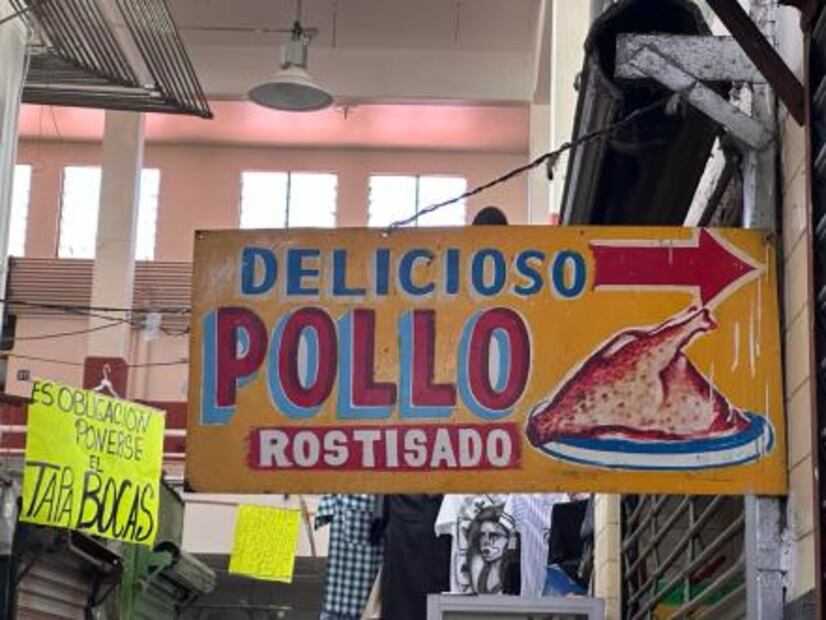 DELICIOSO
POLLO
ROSTISADO
ES OBLIGACION
PONERSE
EL
TAPA BOCAS